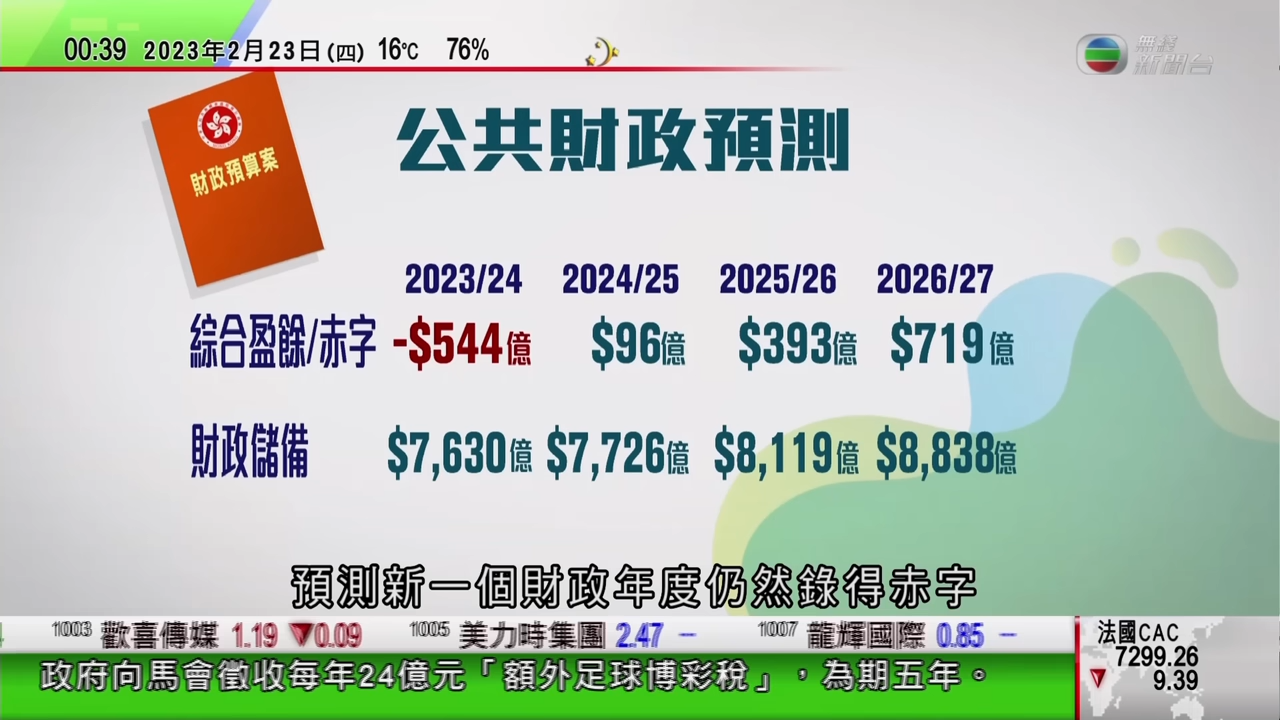 00:39 2023年2月23日(四) 16℃ 76%
無綫新聞台
財政預算案
公共財政預測
2023/24 2024/25 2025/26 2026/27
綜合盈餘/赤字 -$544億 $96億 $393億 $719億
財政儲備 $7,630億 $7,726億 $8,119億 $8,838億
預測新一個財政年度仍然錄得赤字
1003 歡喜傳媒 1.19 ▼0.09 1005 美力時集團 2.47 － 1007 龍輝國際 0.85 －
法國CAC
7299.26
▼ 9.39
政府向馬會徵收每年24億元「額外足球博彩稅」，為期五年。